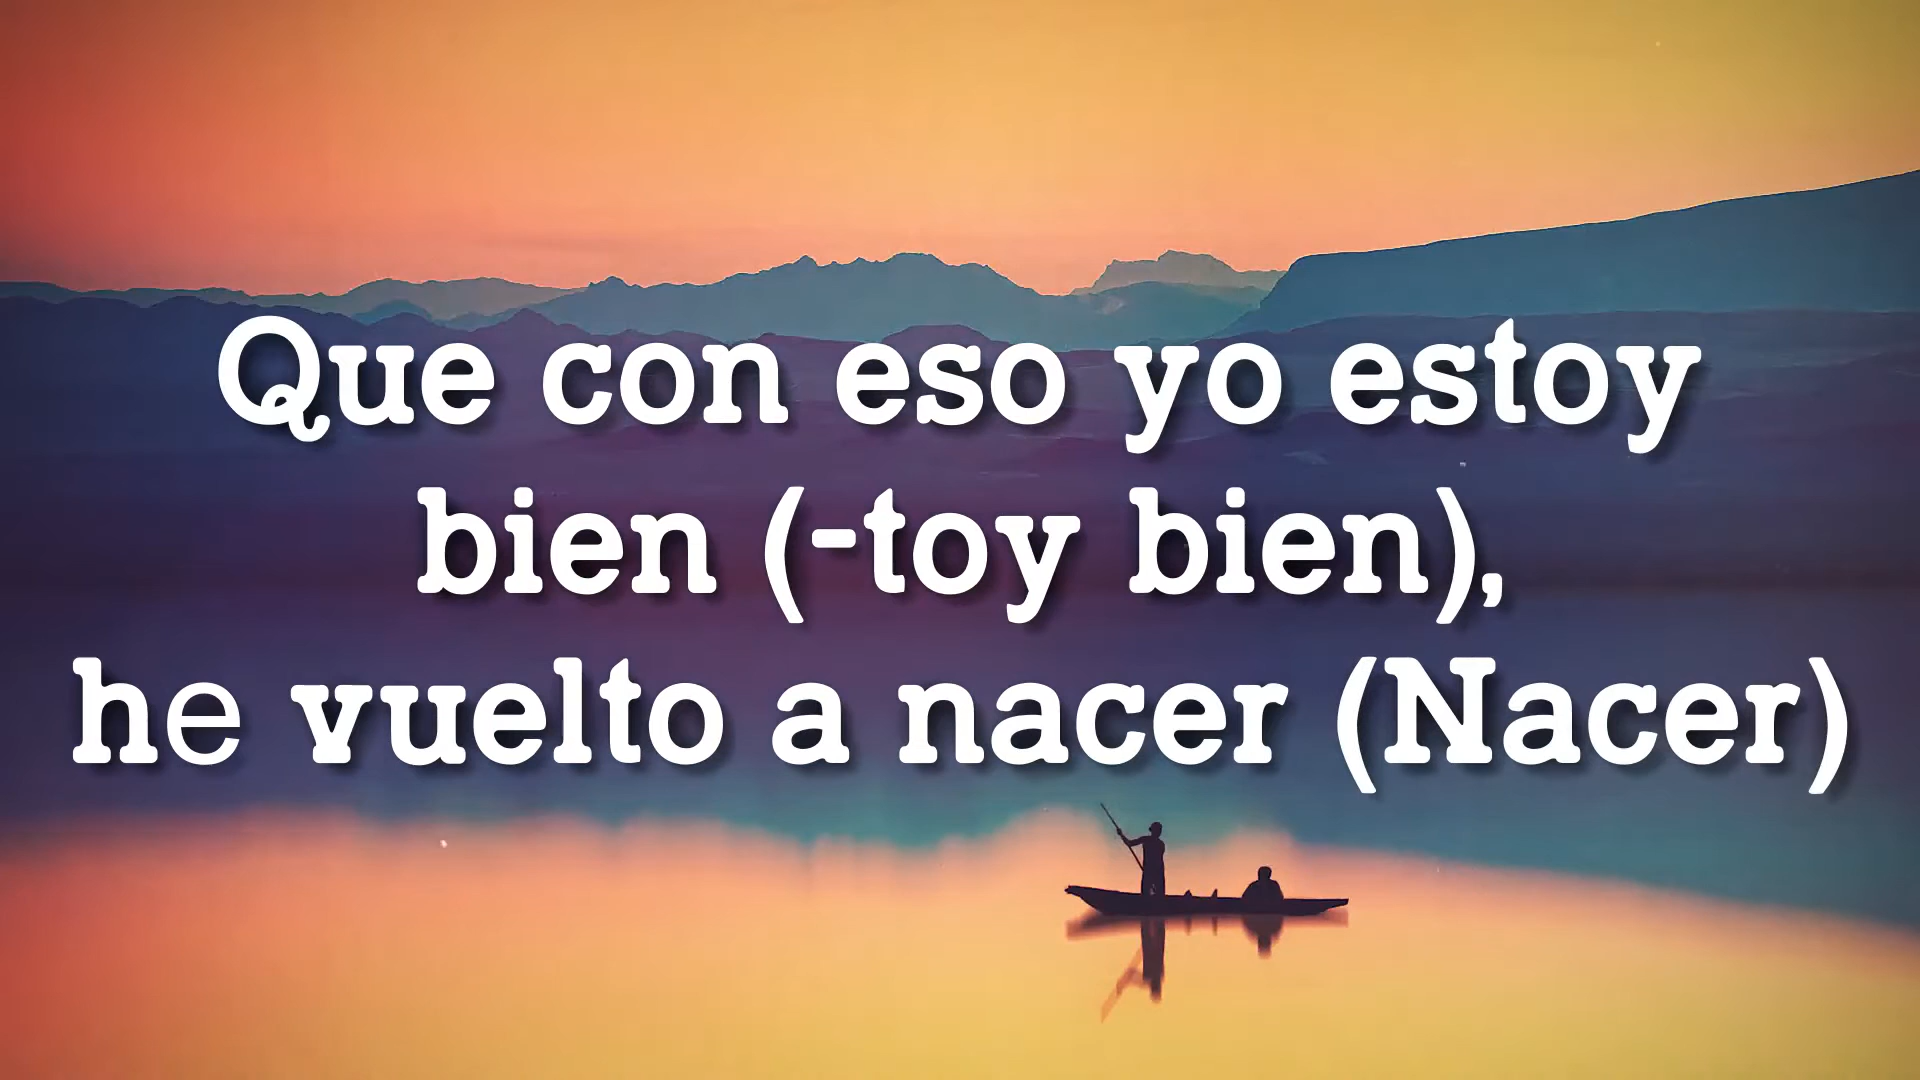 Que con eso yo estoy
bien (-toy bien),
he vuelto a nacer (Nacer)